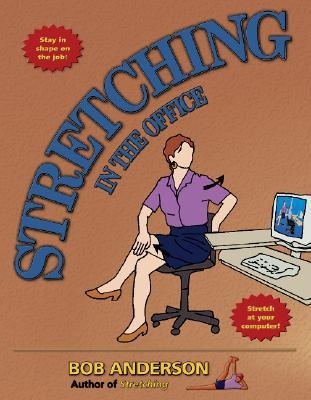 Stay in
shape on
the job!
STRETCHING
IN THE OFFICE
Stretch
at your
computer!
BOB ANDERSON
Author of Stretching